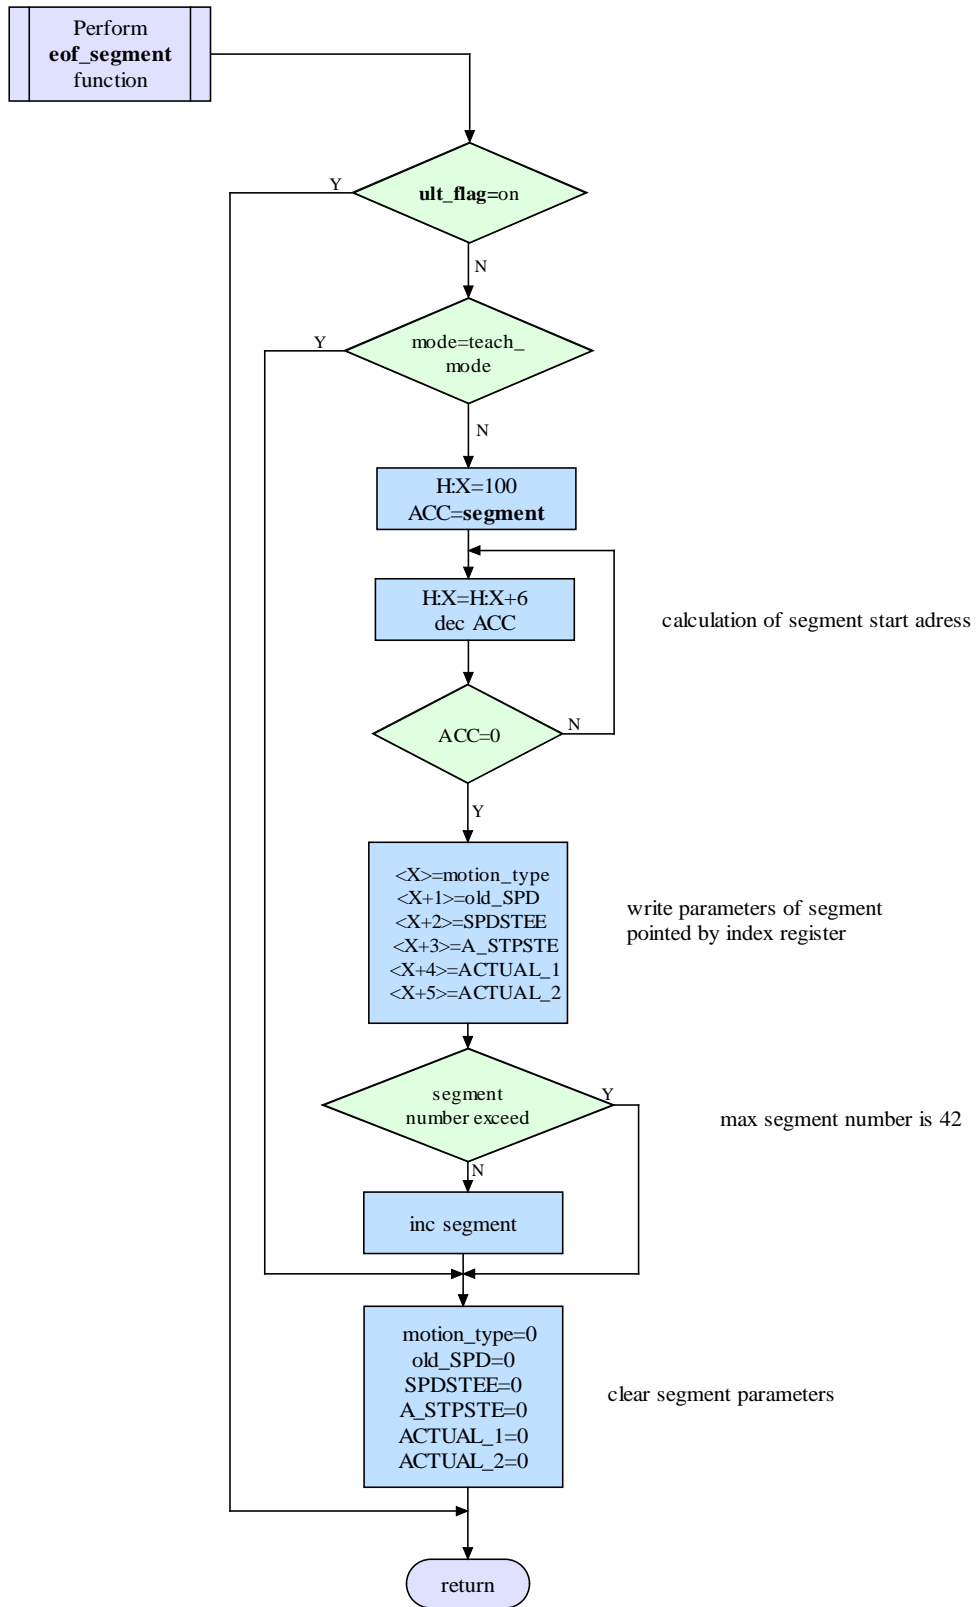 Perform
eof_segment
function
Y
ult_flag=on
N
Y
mode=teach_
mode
N
H:X=100
ACC=segment
H:X=H:X+6
dec ACC
calculation of segment start adress
ACC=0
N
Y
<X>=motion_type
<X+1>=old_SPD
<X+2>=SPDSTEE
<X+3>=A_STPSTE
<X+4>=ACTUAL_1
<X+5>=ACTUAL_2
write parameters of segment
pointed by index register
segment
number exceed
Y
max segment number is 42
N
inc segment
motion_type=0
old_SPD=0
SPDSTEE=0
A_STPSTE=0
ACTUAL_1=0
ACTUAL_2=0
clear segment parameters
return